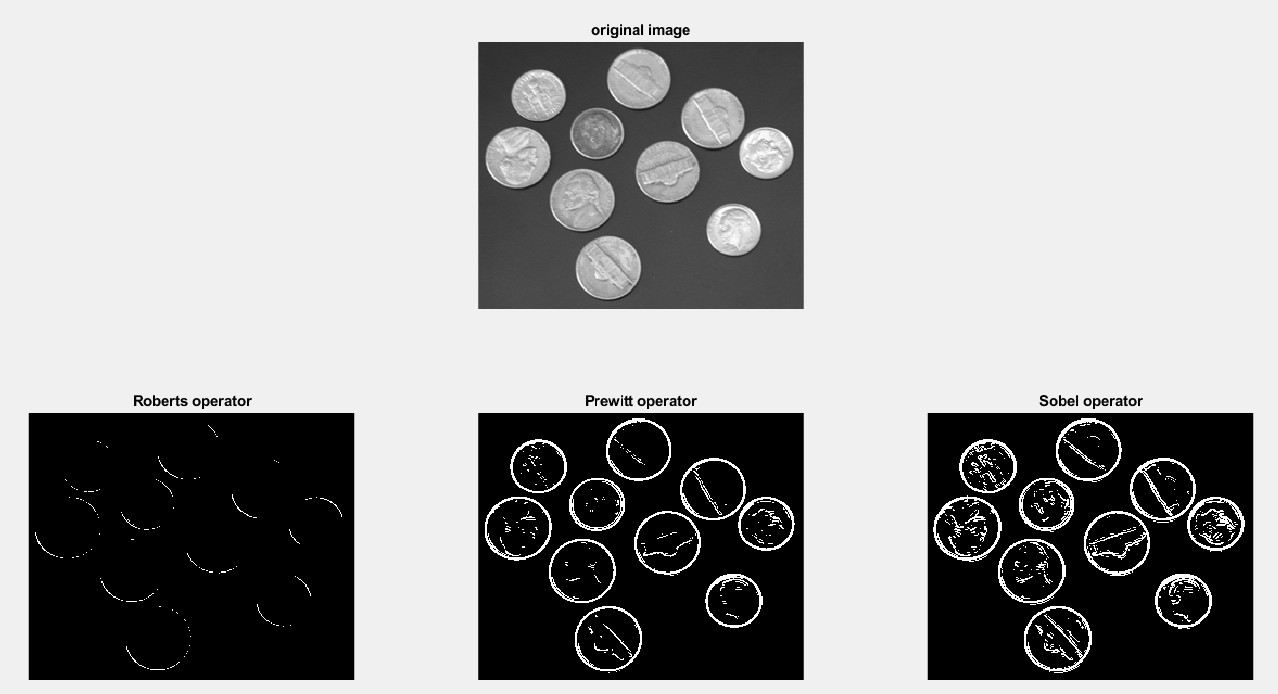 original image
Roberts operator
Prewitt operator
Sobel operator